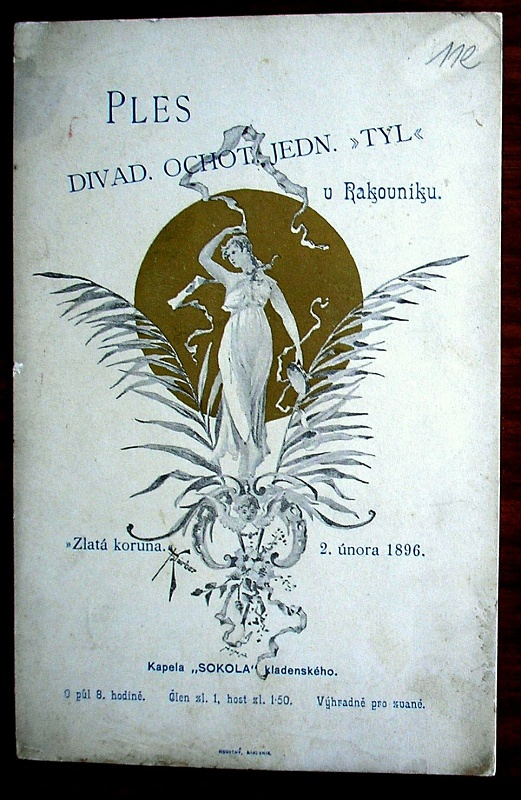 112
PLES
DIVAD. OCHOT. JEDN. »TYL«
v Rakovníku.
»Zlatá koruna.
2. února 1896.
Kapela „SOKOLA“ kladenského.
O půl 8. hodině. Člen zl. 1, host zl. 1·50. Výhradně pro zvané.